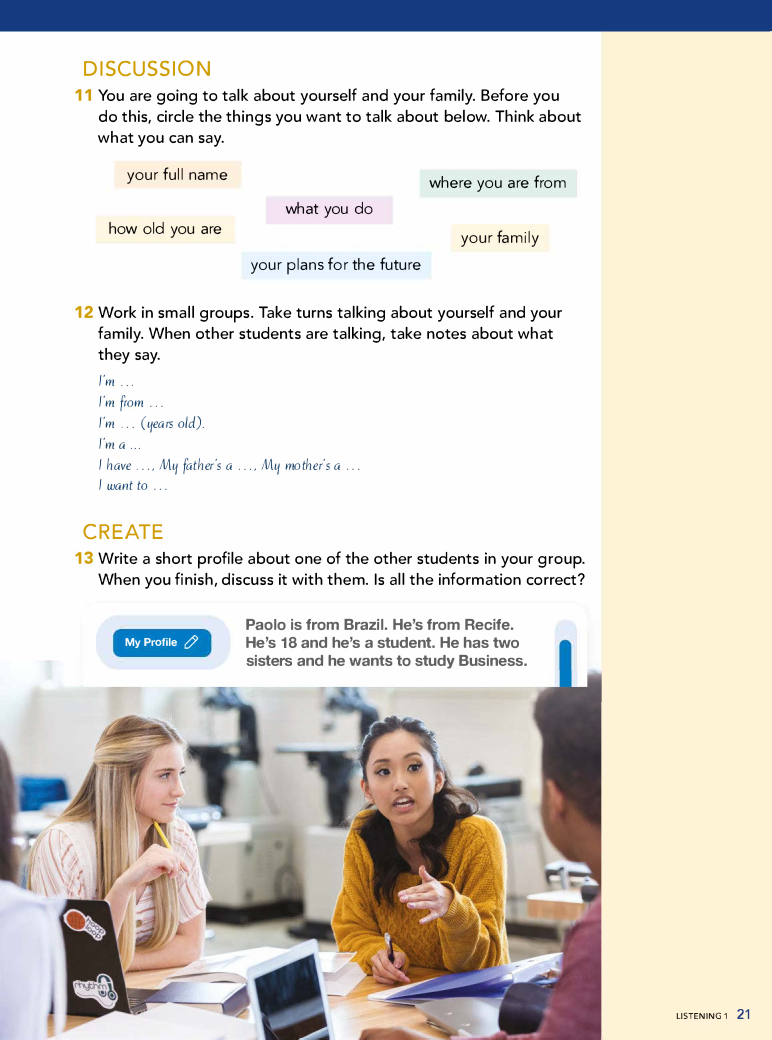 DISCUSSION
11 You are going to talk about yourself and your family. Before you
do this, circle the things you want to talk about below. Think about
what you can say.
your full name
where you are from
what you do
how old you are
your family
your plans for the future
12 Work in small groups. Take turns talking about yourself and your
family. When other students are talking, take notes about what
they say.
I'm …
I'm from …
I'm … (years old).
I'm a ...
I have …, My father's a …, My mother's a …
I want to …
CREATE
13 Write a short profile about one of the other students in your group.
When you finish, discuss it with them. Is all the information correct?
My Profile
Paolo is from Brazil. He's from Recife.
He's 18 and he's a student. He has two
sisters and he wants to study Business.
rhythm
LISTENING 1 21